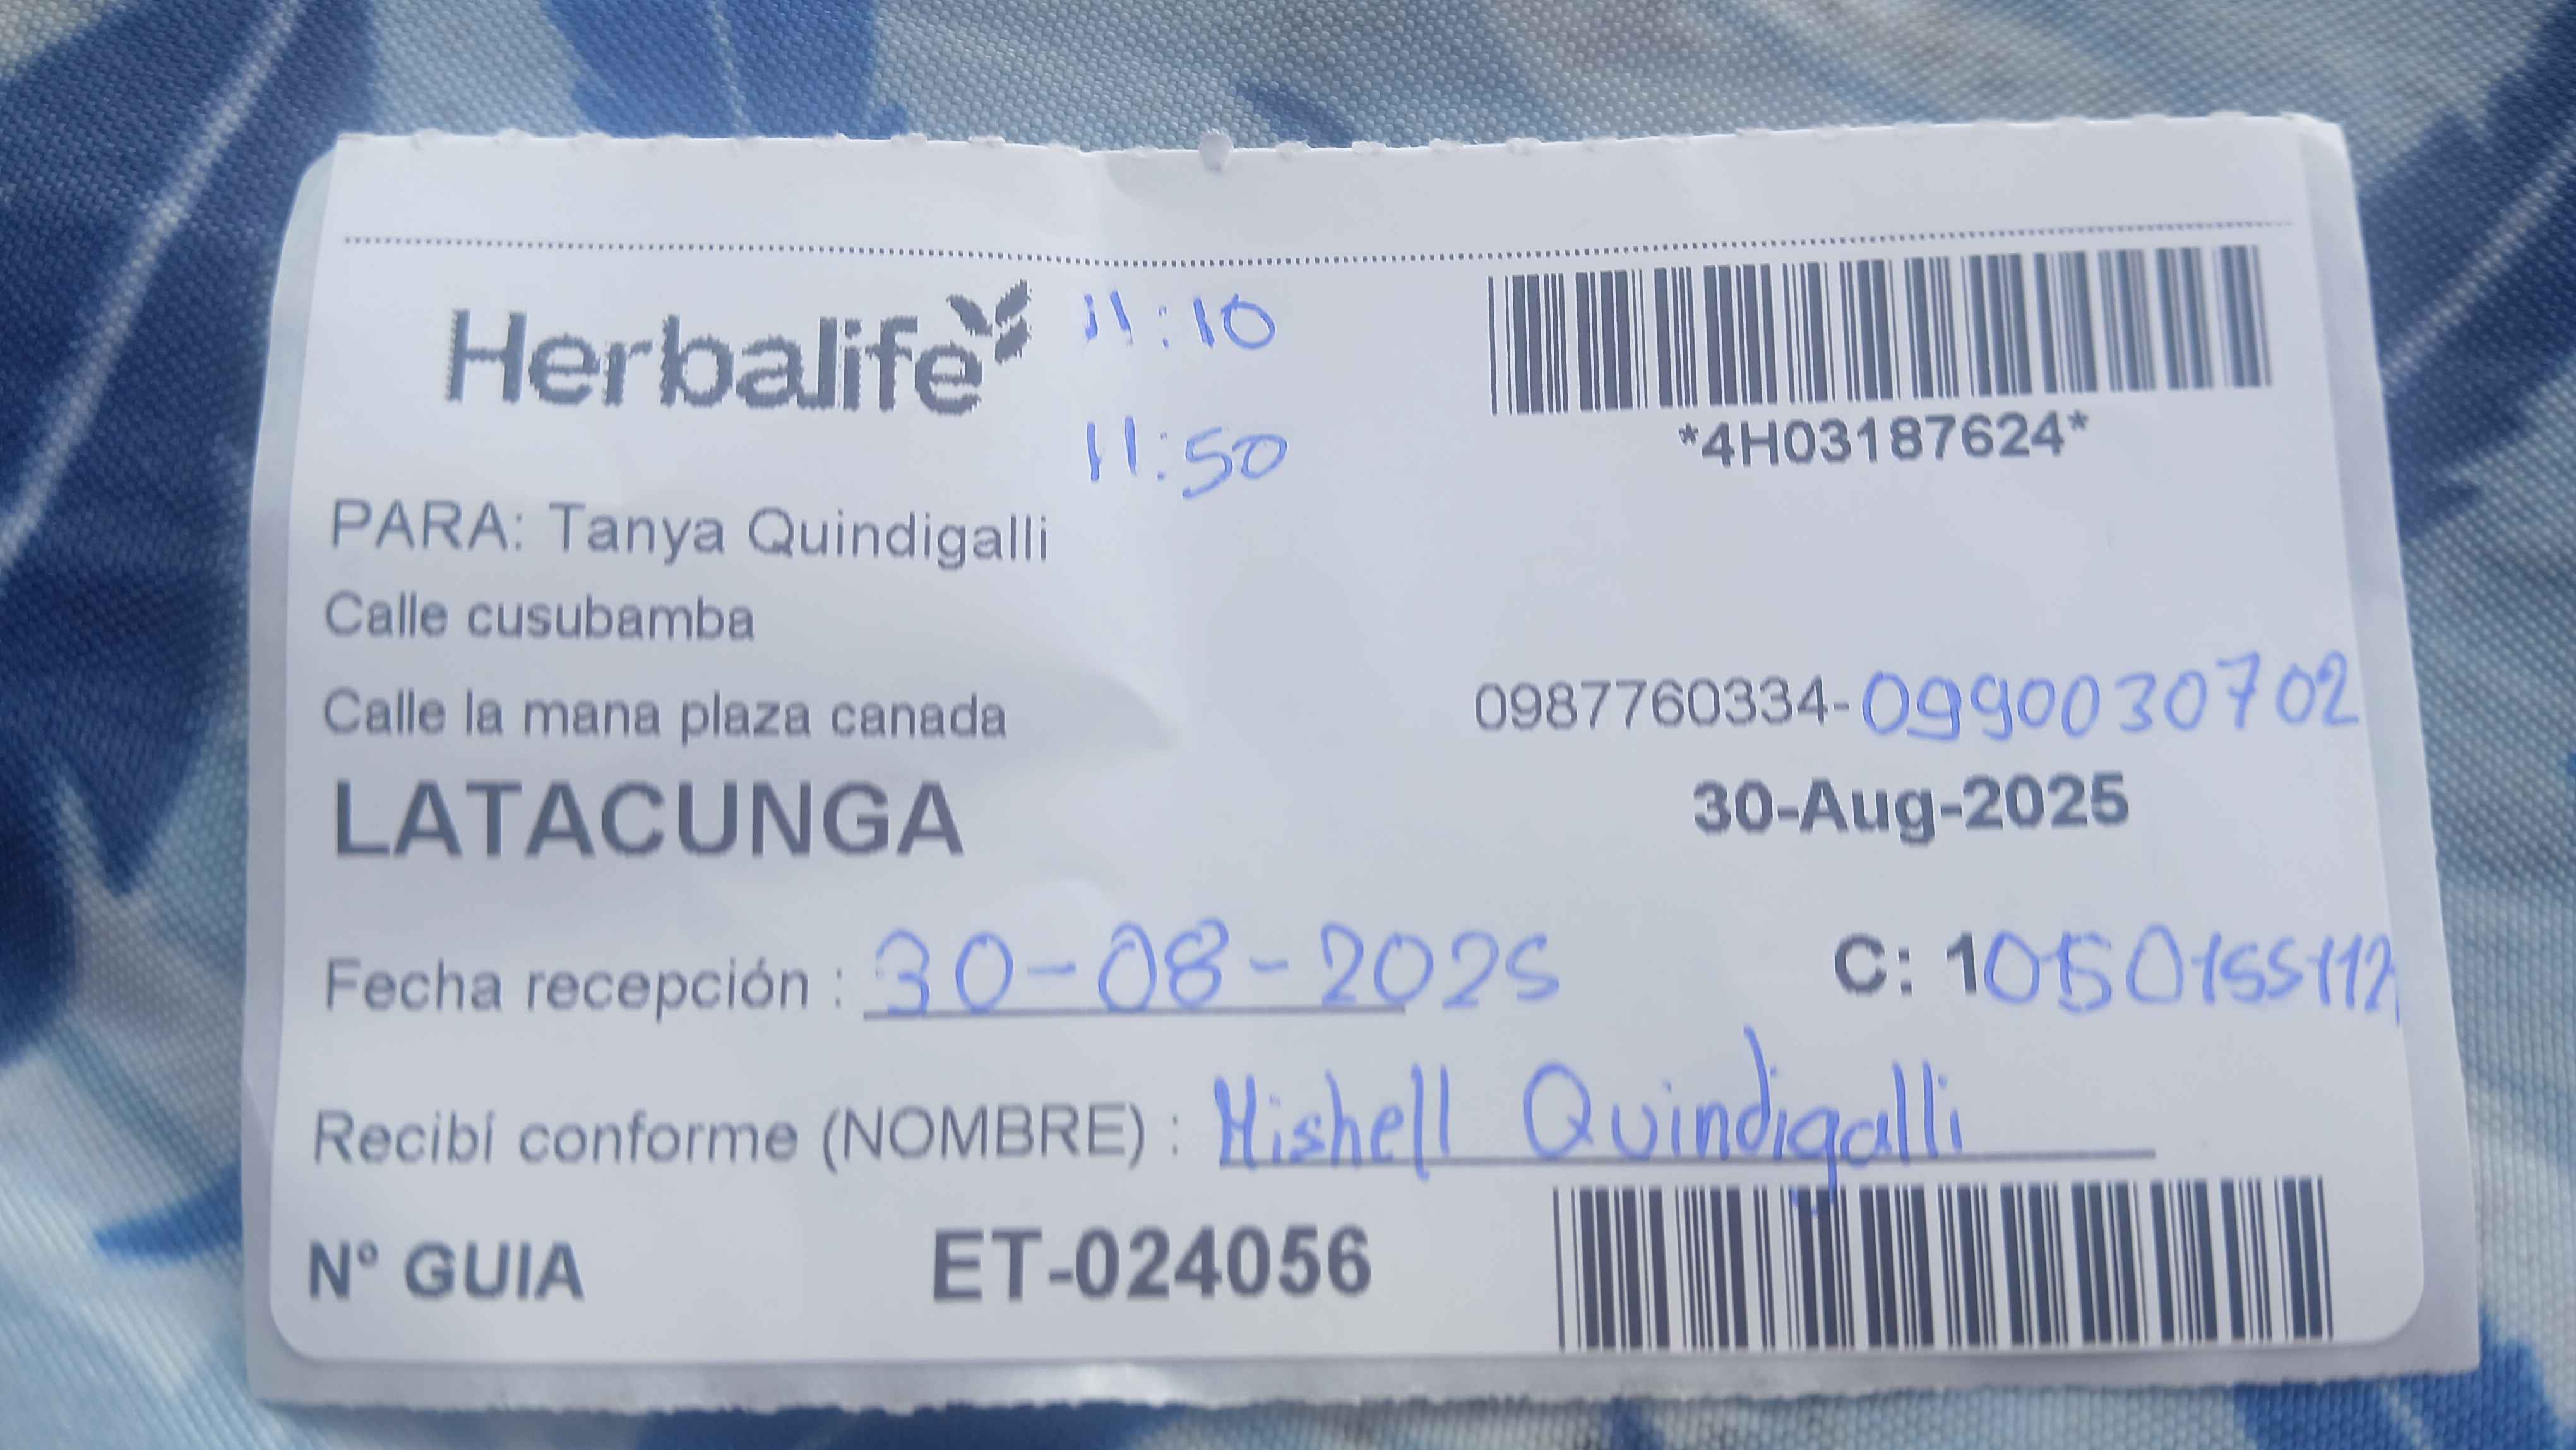 Herbalife
11:10
11:50
*4H03187624*
PARA: Tanya Quindigalli
Calle cusubamba
Calle la mana plaza canada
0987760334-0990030702
LATACUNGA
30-Aug-2025
Fecha recepción : 30-08-2025
C: 1
Recibí conforme (NOMBRE) : Mishell Quindigalli
Nº GUIA ET-024056